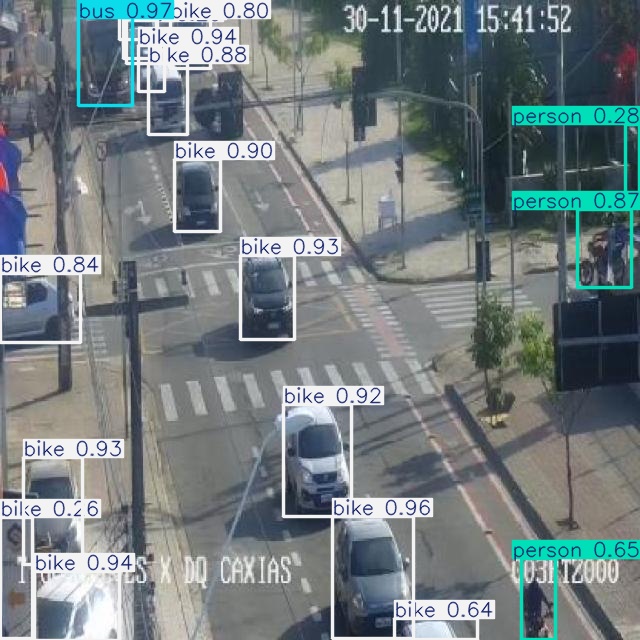 bus 0.97
bike 0.80
30-11-2021 15:41:52
bike 0.94
bike 0.88
person 0.28
bike 0.90
person 0.87
bike 0.93
bike 0.84
bike 0.92
bike 0.93
bike 0.26
bike 0.96
person 0.65
bike 0.94
X DQ CAXIAS
bike 0.64